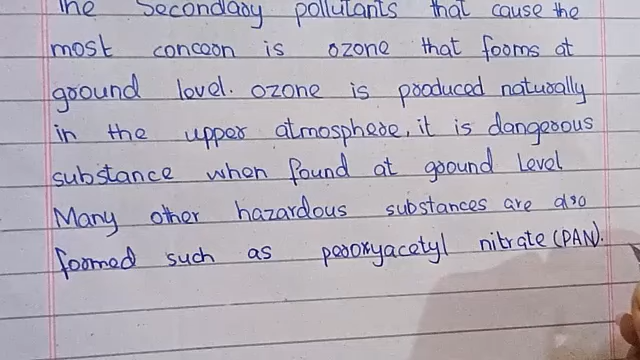 The Secondary pollutants that cause the
most concern is ozone that forms at
ground level. ozone is produced naturally
in the upper atmosphere, it is dangerous
substance when found at ground level
Many other hazardous substances are also
formed such as peroxyacetyl nitrate (PAN).